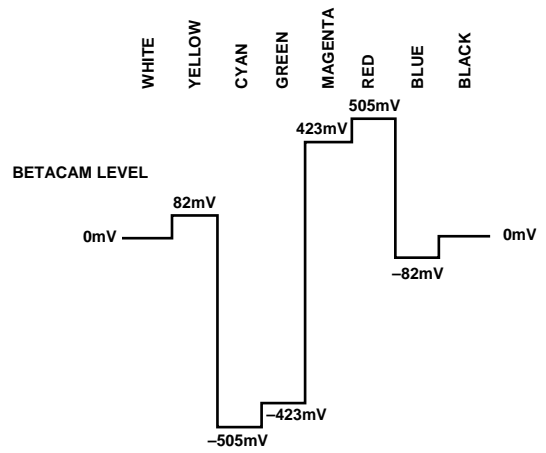 WHITE
YELLOW
CYAN
GREEN
MAGENTA
RED
BLUE
BLACK
505mV
423mV
BETACAM LEVEL
82mV
0mV
0mV
−82mV
−423mV
−505mV